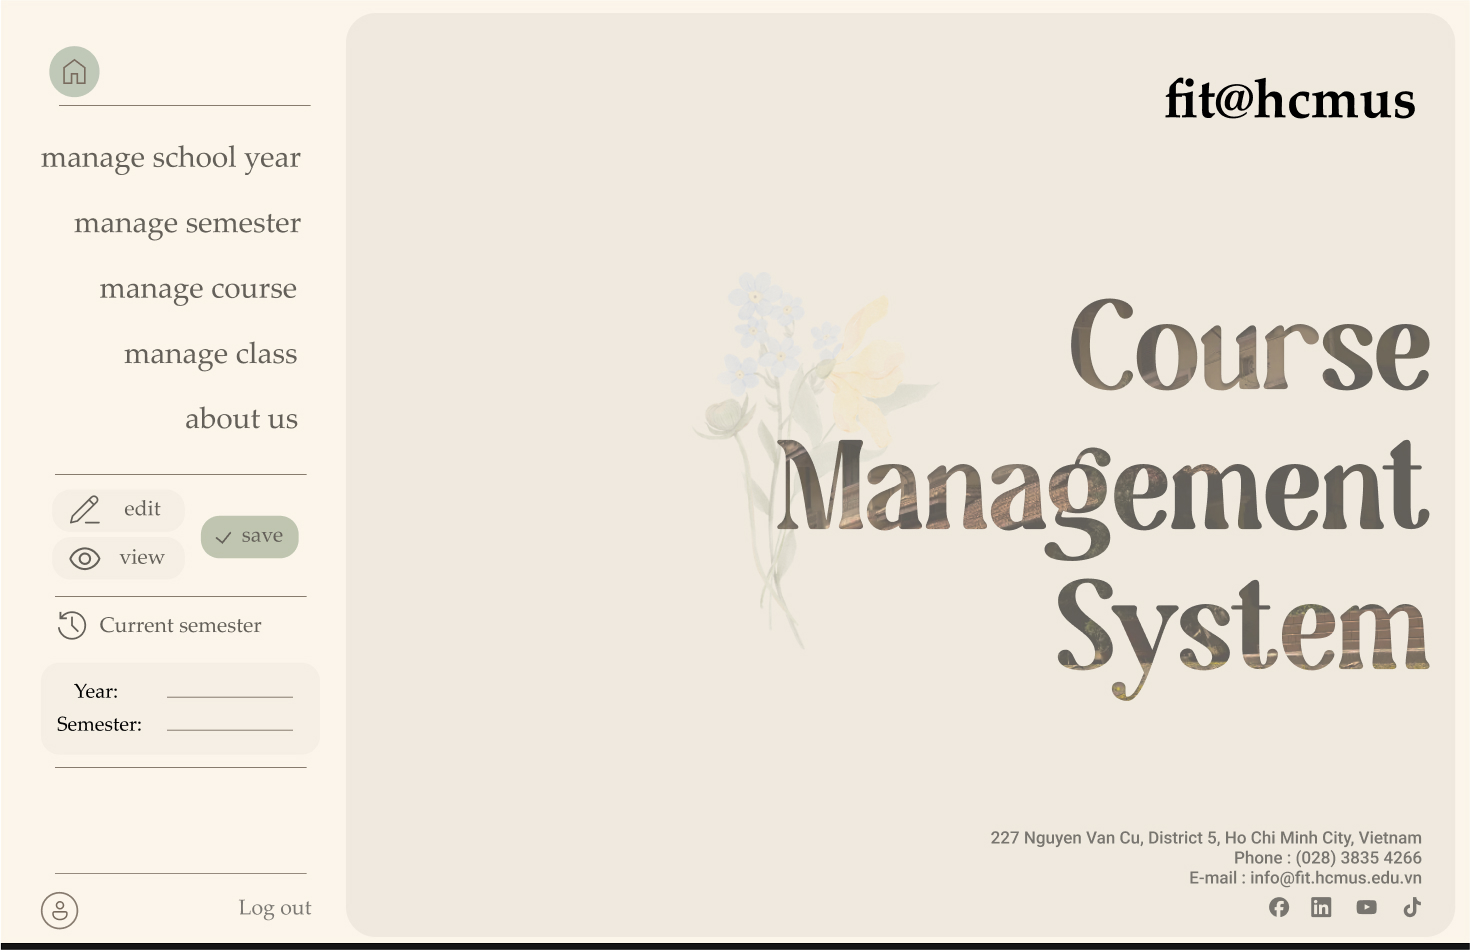 manage school year
manage semester
manage course
manage class
about us
edit
view
save
Current semester
Year:
Semester:
Log out
fit@hcmus
Course
Management
System
227 Nguyen Van Cu, District 5, Ho Chi Minh City, Vietnam
Phone : (028) 3835 4266
E-mail : info@fit.hcmus.edu.vn